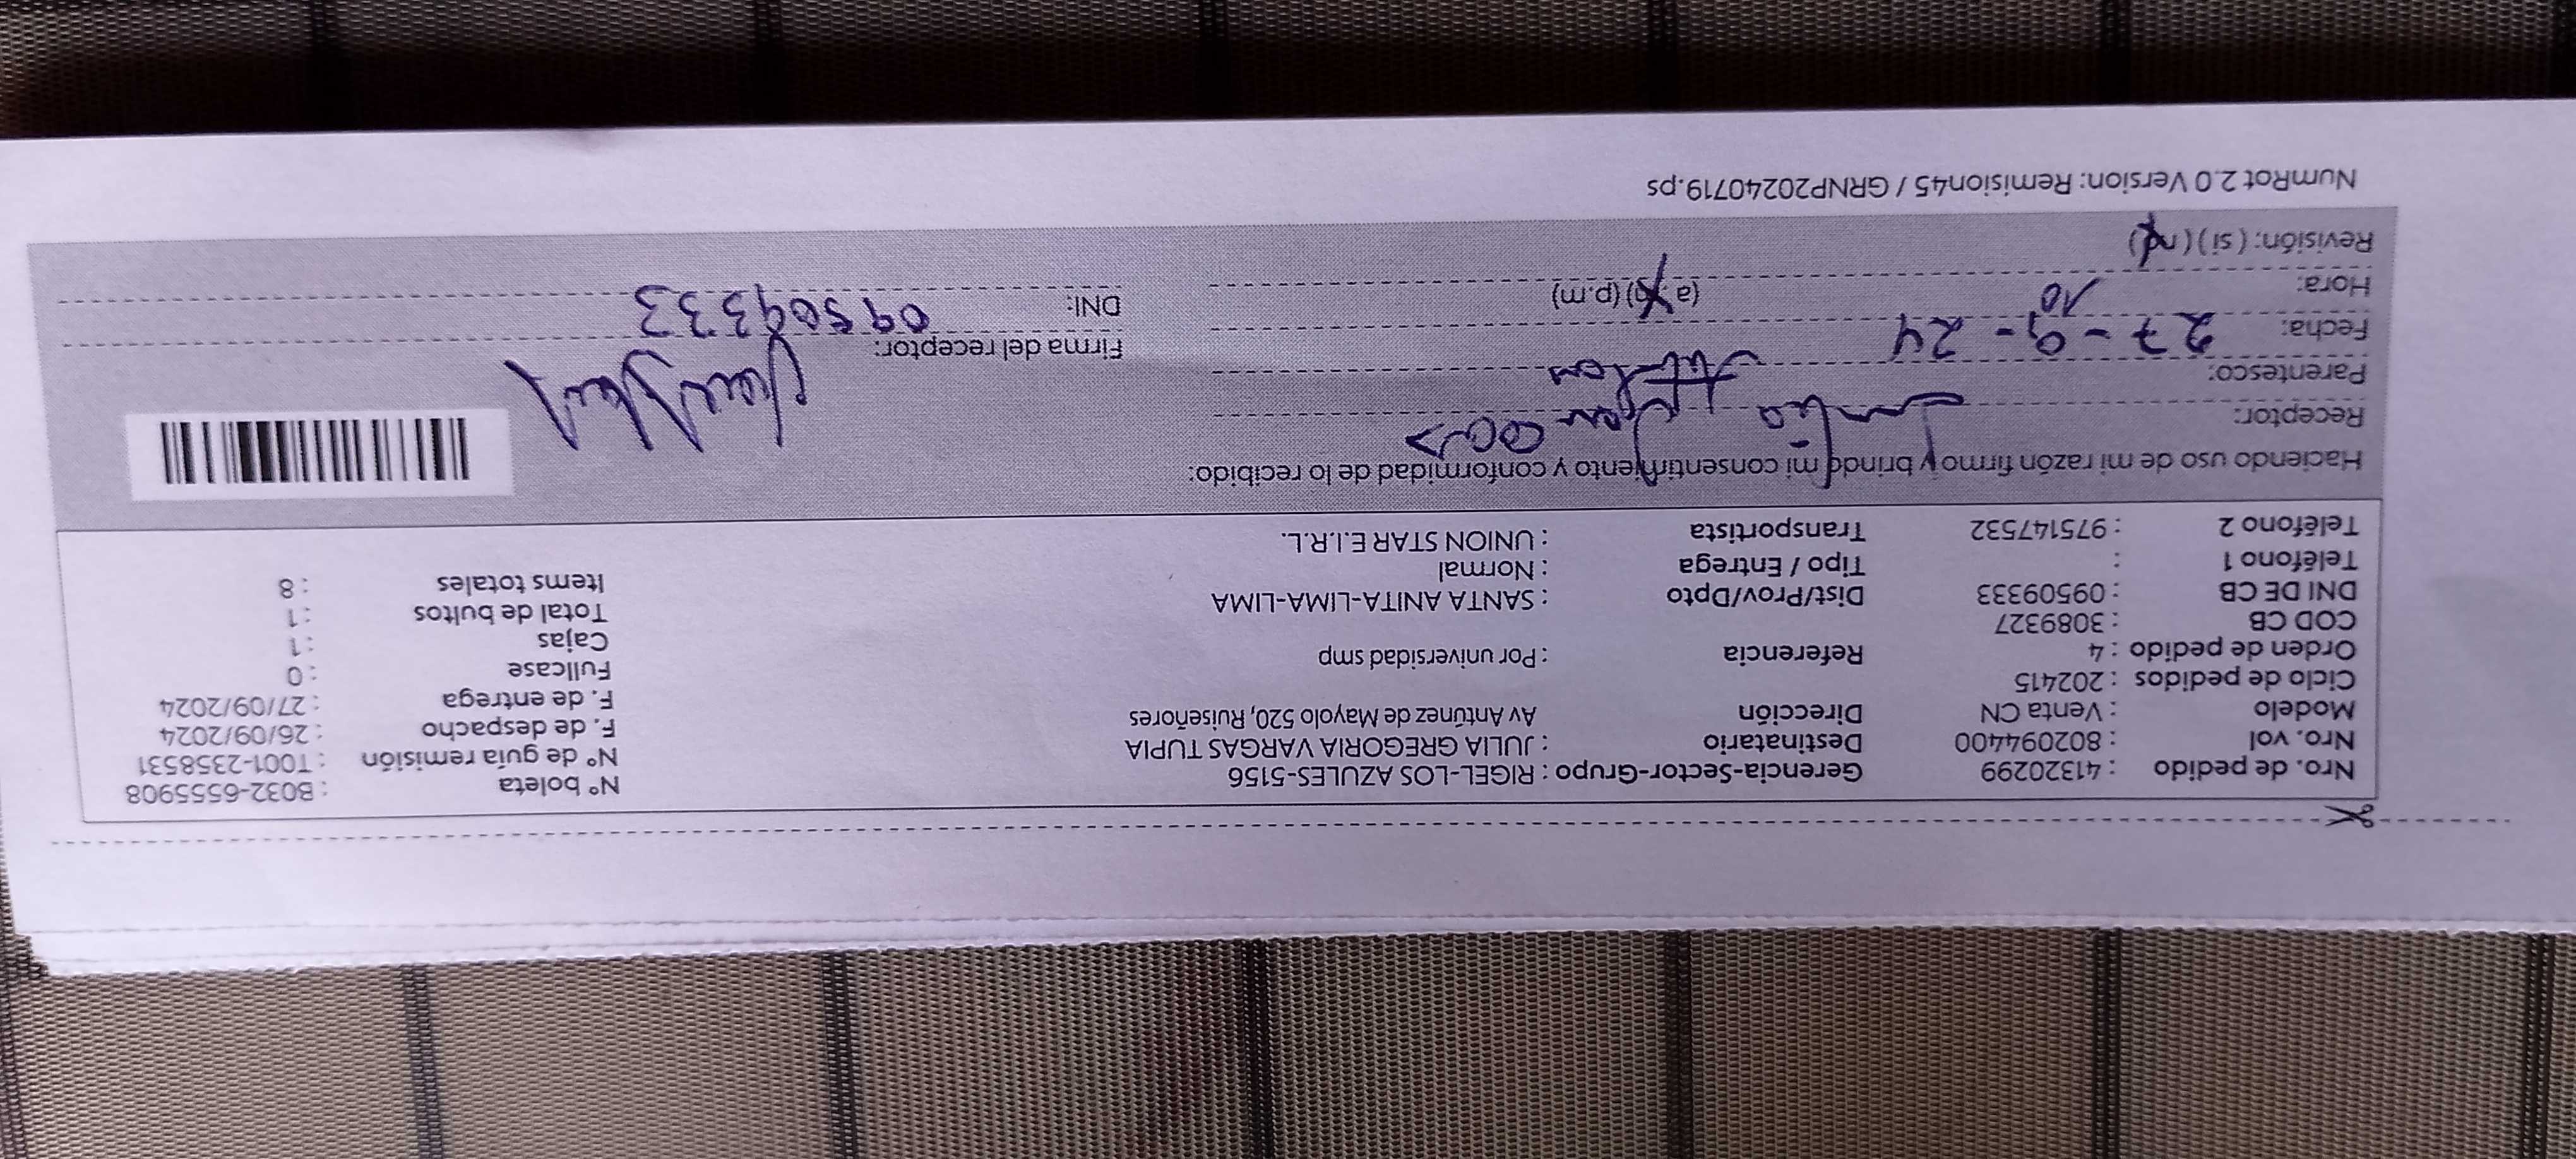 Nro. de pedido : 41320299 Gerencia-Sector-Grupo : RIGEL-LOS AZULES-5156 N° boleta : B032-6555908
Nro. vol : 802094400 Destinatario : JULIA GREGORIA VARGAS TUPIA N° de guía remisión : T001-2358531
Modelo : Venta CN Dirección Av Antúnez de Mayolo 520, Ruiseñores F. de despacho : 26/09/2024
Ciclo de pedidos : 202415 F. de entrega : 27/09/2024
Orden de pedido : 4 Referencia : Por universidad smp Fullcase : 0
COD CB : 3089327 Cajas : 1
DNI DE CB : 09509333 Dist/Prov/Dpto : SANTA ANITA-LIMA-LIMA Total de bultos : 1
Teléfono 1 : Tipo / Entrega : Normal Items totales : 8
Teléfono 2 : 975147532 Transportista : UNION STAR E.I.R.L.
Haciendo uso de mi razón firmo y brindo mi consentimiento y conformidad de lo recibido:
Receptor:
Parentesco:
Firma del receptor:
Fecha: 27-9-24
DNI: 09509333
Hora: 10 (a.m) (p.m)
Revisión: (si) (no)
NumRot 2.0 Version: Remision45 / GRNP20240719.ps